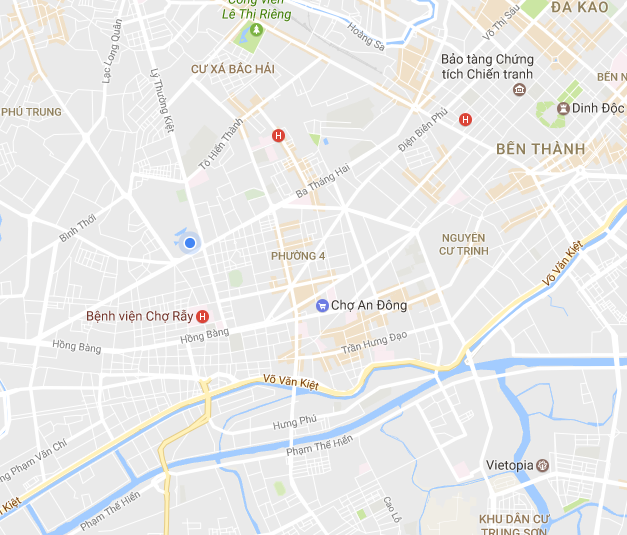 Công viên
Lê Thị Riêng
Hoàng Sa
Võ Thị Sáu
ĐA KAO
Lạc Long Quân
Lý Thường Kiệt
CƯ XÁ BẮC HẢI
Bảo tàng Chứng
tích Chiến tranh
BẾN N
PHÚ TRUNG
Dinh Độc
Tô Hiến Thành
Điện Biên Phủ
BẾN THÀNH
Ba Tháng Hai
Bình Thới
PHƯỜNG 4
NGUYỄN
CƯ TRINH
Võ Văn Kiệt
Chợ An Đông
Bệnh viện Chợ Rẫy
Hồng Bàng
Hồng Bàng
Trần Hưng Đạo
Võ Văn Kiệt
Hưng Phú
Phạm Thế Hiển
ng Phạm Văn Chí
Vietopia
Kiệt
Phạm Thế Hiển
Cao Lỗ
KHU DÂN CƯ
TRUNG SƠN